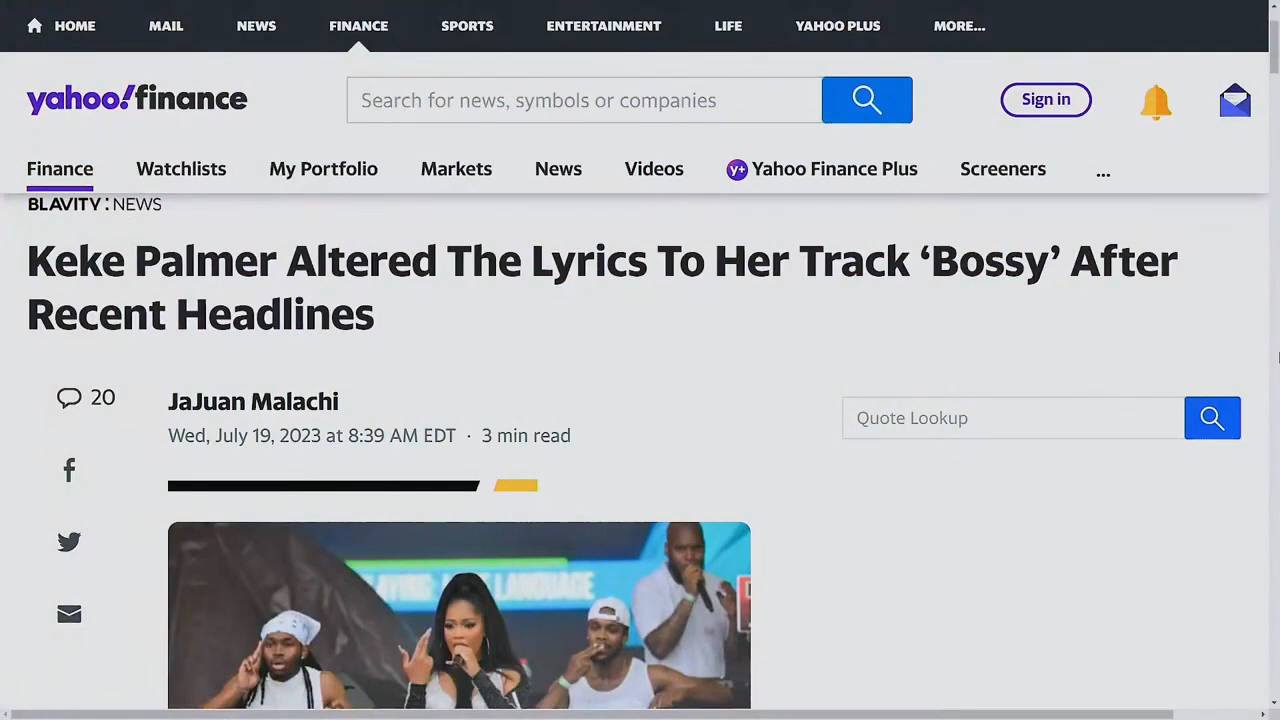 HOME MAIL NEWS FINANCE SPORTS ENTERTAINMENT LIFE YAHOO PLUS MORE...
yahoo!finance
Search for news, symbols or companies
Sign in
Finance Watchlists My Portfolio Markets News Videos y+ Yahoo Finance Plus Screeners ...
BLAVITY:NEWS
Keke Palmer Altered The Lyrics To Her Track ‘Bossy’ After
Recent Headlines
20
JaJuan Malachi
Wed, July 19, 2023 at 8:39 AM EDT · 3 min read
Quote Lookup
LANGUAGE